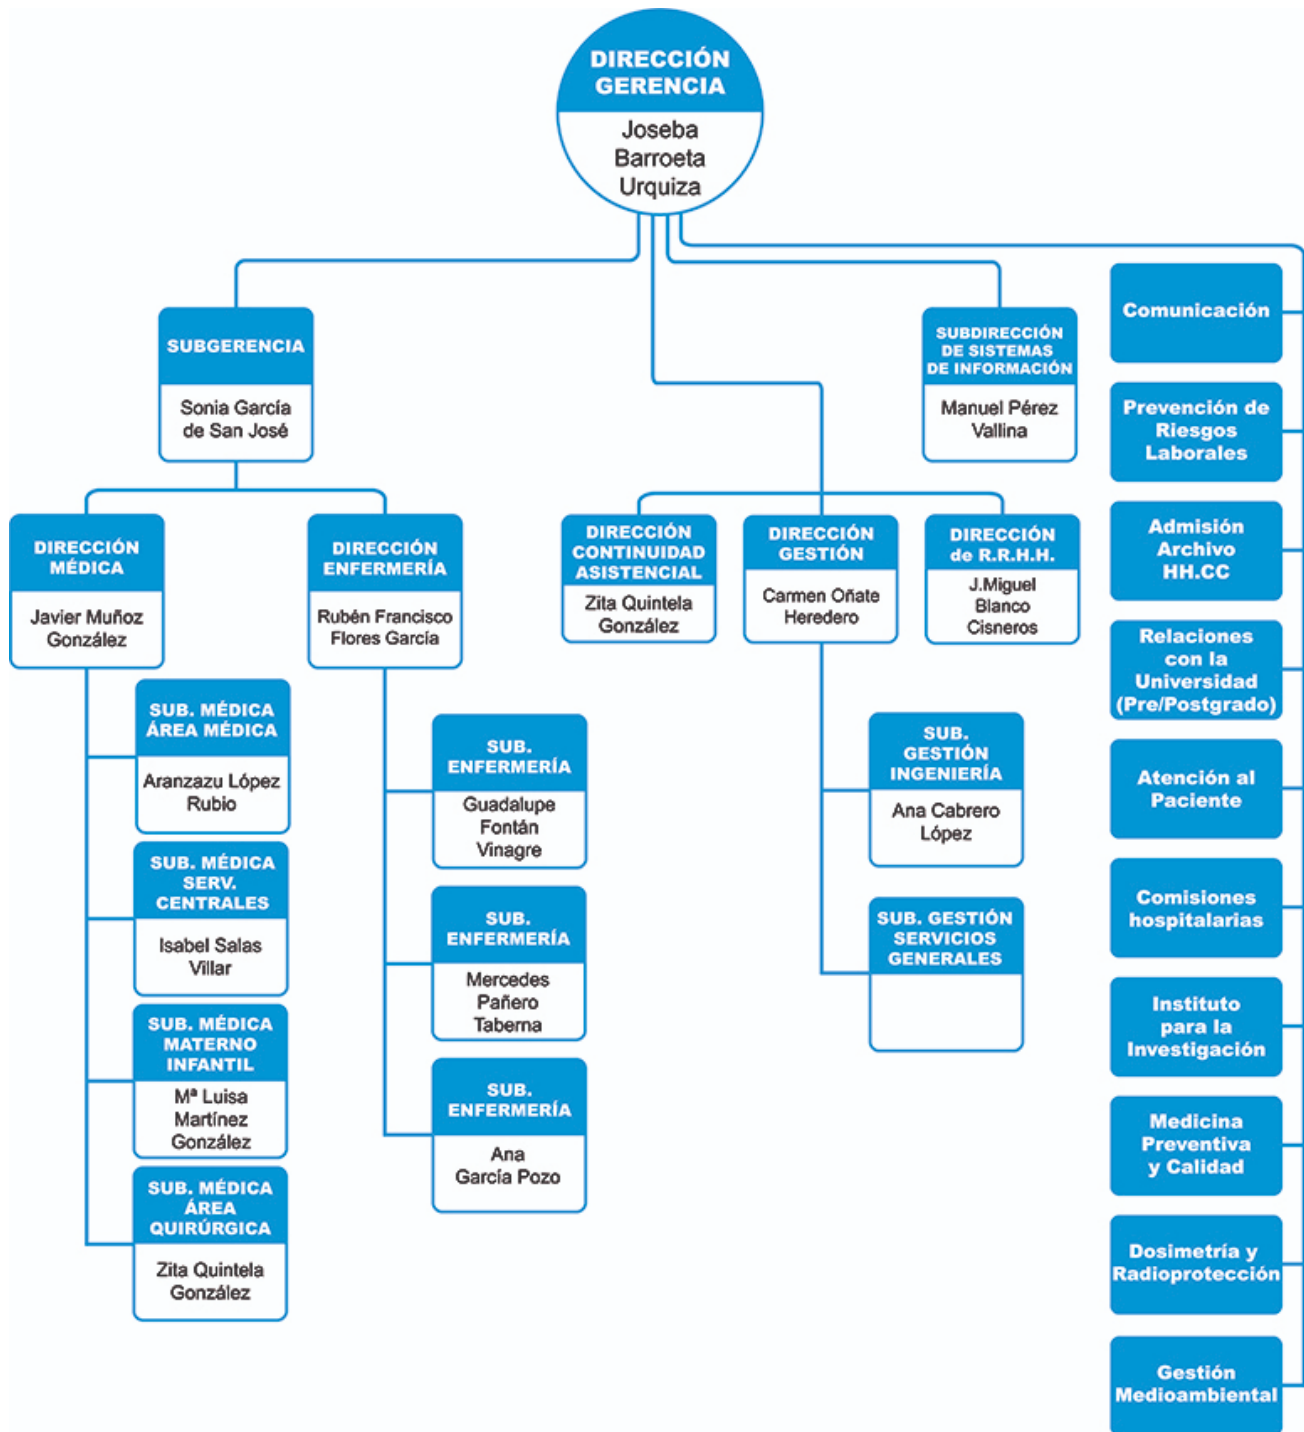 DIRECCIÓN
GERENCIA
Joseba
Barroeta
Urquiza
SUBGERENCIA
Sonia García
de San José
SUBDIRECCIÓN
DE SISTEMAS
DE INFORMACIÓN
Manuel Pérez
Vallina
DIRECCIÓN
MÉDICA
Javier Muñoz
González
DIRECCIÓN
ENFERMERÍA
Rubén Francisco
Flores García
DIRECCIÓN
CONTINUIDAD
ASISTENCIAL
Zita Quintela
González
DIRECCIÓN
GESTIÓN
Carmen Oñate
Heredero
DIRECCIÓN
de R.R.H.H.
J.Miguel
Blanco
Cisneros
SUB. MÉDICA
ÁREA MÉDICA
Aranzazu López
Rubio
SUB. MÉDICA
SERV.
CENTRALES
Isabel Salas
Villar
SUB. MÉDICA
MATERNO
INFANTIL
Mª Luisa
Martínez
González
SUB. MÉDICA
ÁREA
QUIRÚRGICA
Zita Quintela
González
SUB.
ENFERMERÍA
Guadalupe
Fontán
Vinagre
SUB.
ENFERMERÍA
Mercedes
Pañero
Taberna
SUB.
ENFERMERÍA
Ana
García Pozo
SUB.
GESTIÓN
INGENIERÍA
Ana Cabrero
López
SUB. GESTIÓN
SERVICIOS
GENERALES
Comunicación
Prevención de
Riesgos
Laborales
Admisión
Archivo
HH.CC
Relaciones
con la
Universidad
(Pre/Postgrado)
Atención al
Paciente
Comisiones
hospitalarias
Instituto
para la
Investigación
Medicina
Preventiva
y Calidad
Dosimetría y
Radioprotección
Gestión
Medioambiental